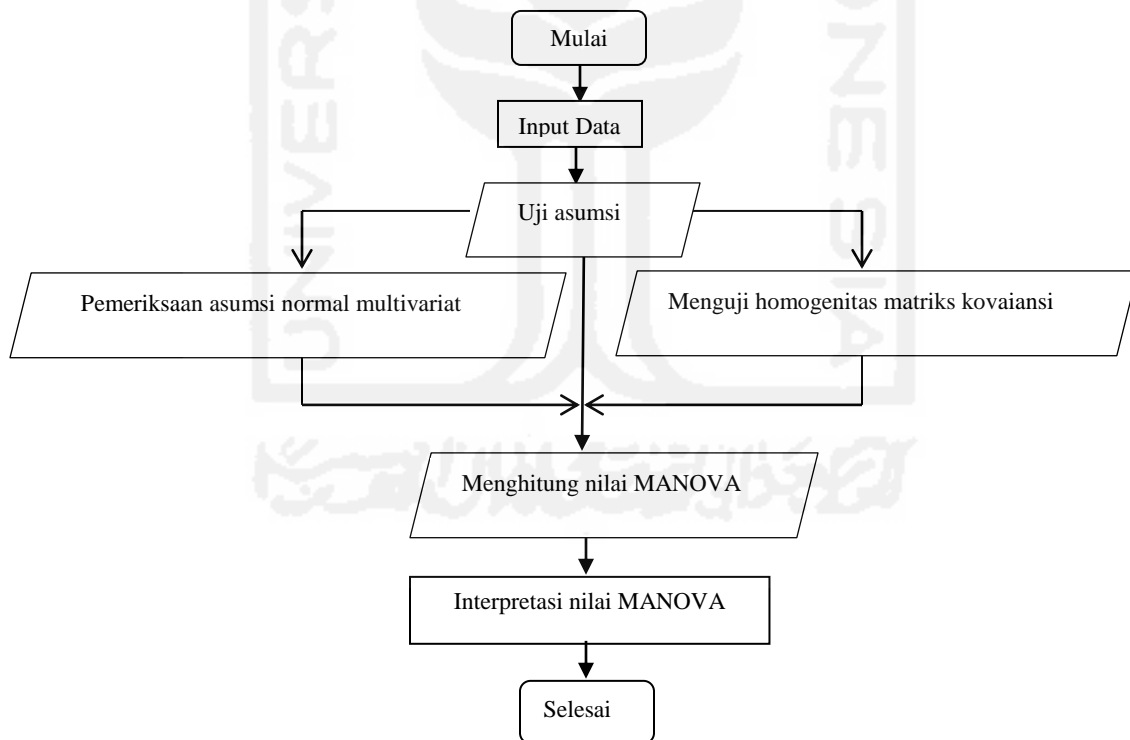 Mulai
Input Data
Uji asumsi
Pemeriksaan asumsi normal multivariat
Menguji homogenitas matriks kovaiansi
Menghitung nilai MANOVA
Interpretasi nilai MANOVA
Selesai